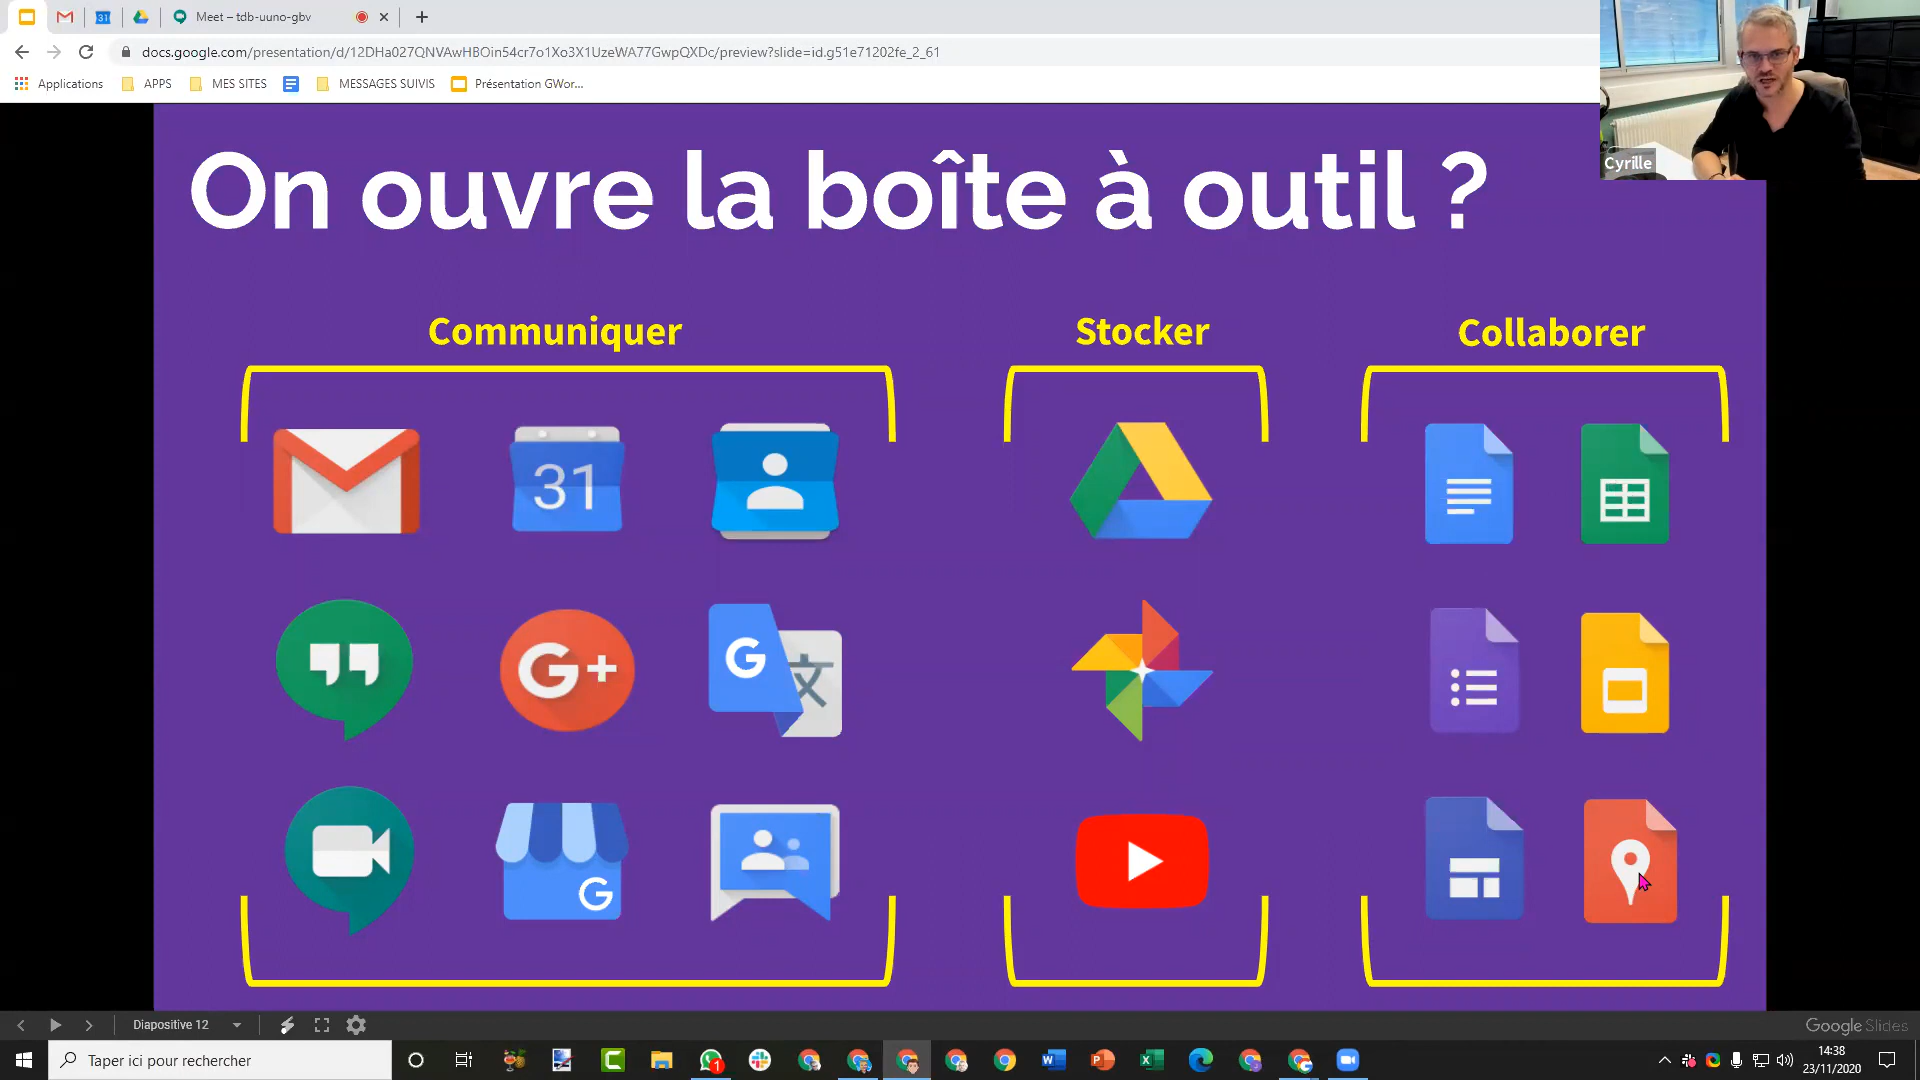 Meet – tdb-uuno-gbv
docs.google.com/presentation/d/12DHa027QNVAwHBOin54cr7o1Xo3X1UzeWA77GwpQXDc/preview?slide=id.g51e71202fe_2_61
Applications APPS MES SITES MESSAGES SUIVIS Présentation GWor...
Cyrille
On ouvre la boîte à outil ?
Communiquer Stocker Collaborer
31
G+ G 文
G
Diapositive 12 Google Slides
Taper ici pour rechercher 1 14:38
23/11/2020